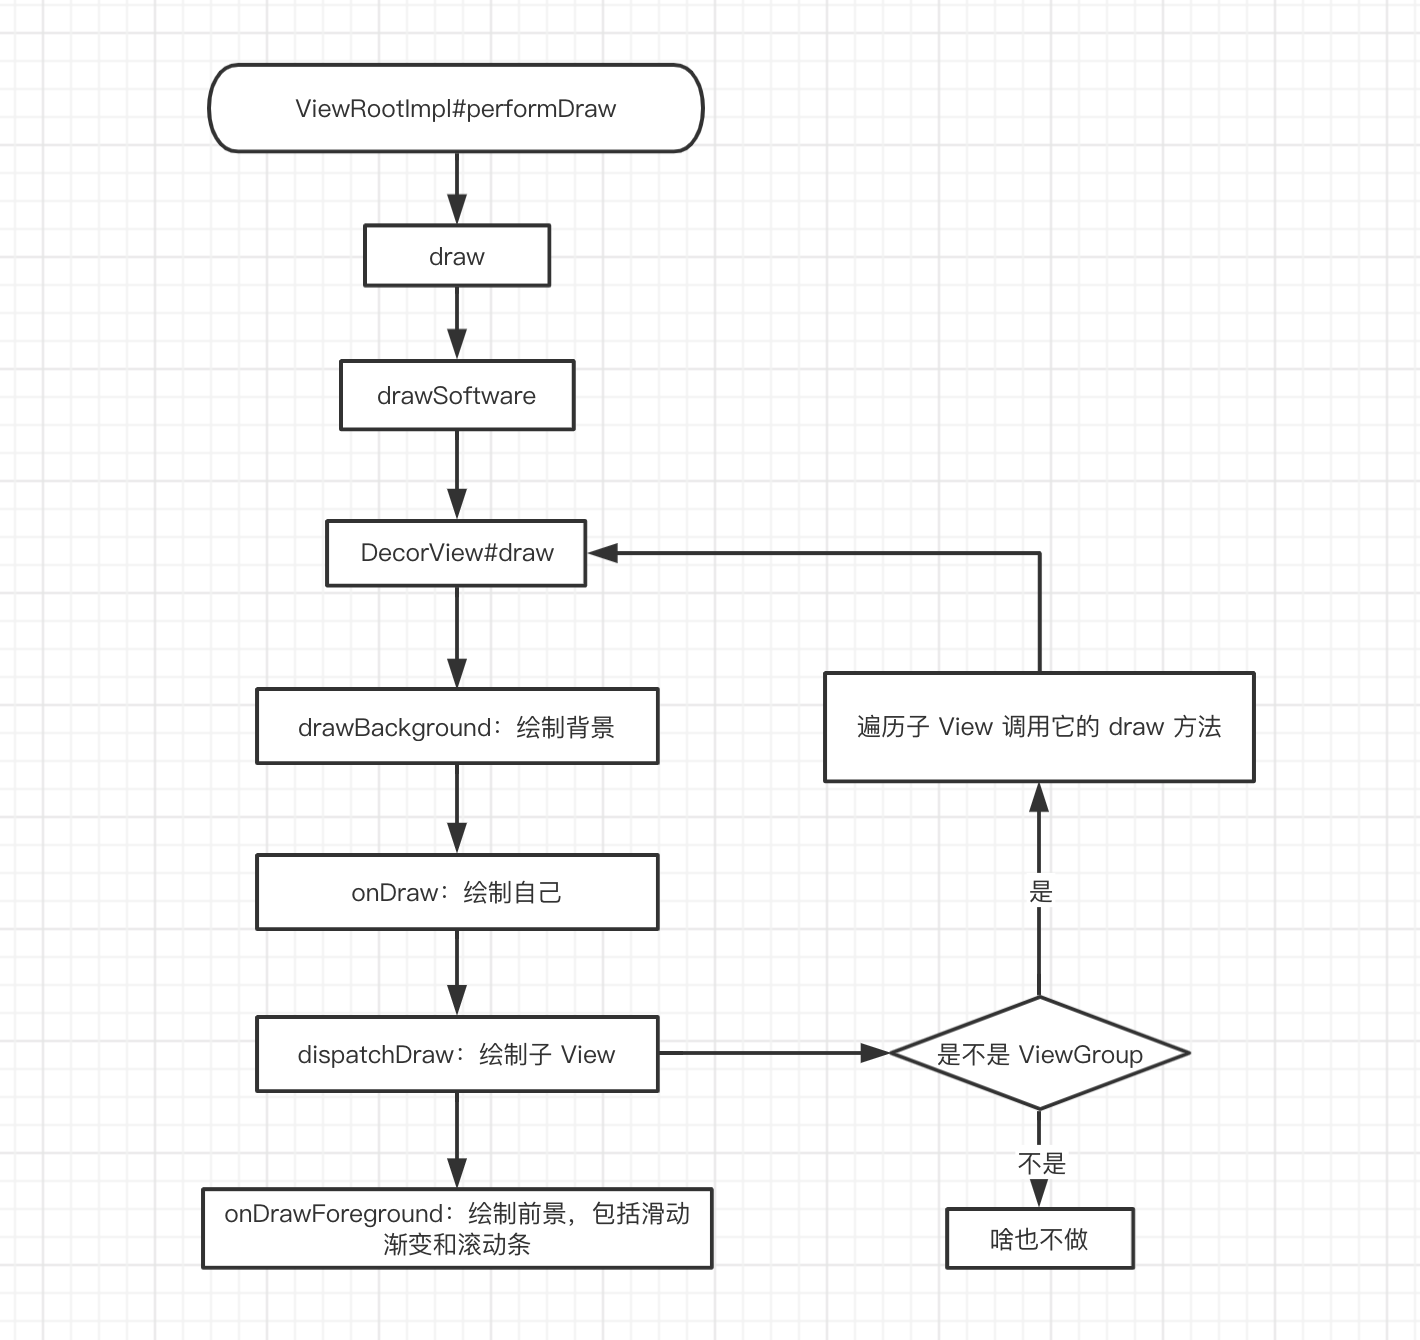 ViewRootImpl#performDraw
draw
drawSoftware
DecorView#draw
drawBackground：绘制背景
遍历子 View 调用它的 draw 方法
onDraw：绘制自己
是
dispatchDraw：绘制子 View
是不是 ViewGroup
不是
onDrawForeground：绘制前景，包括滑动
渐变和滚动条
啥也不做